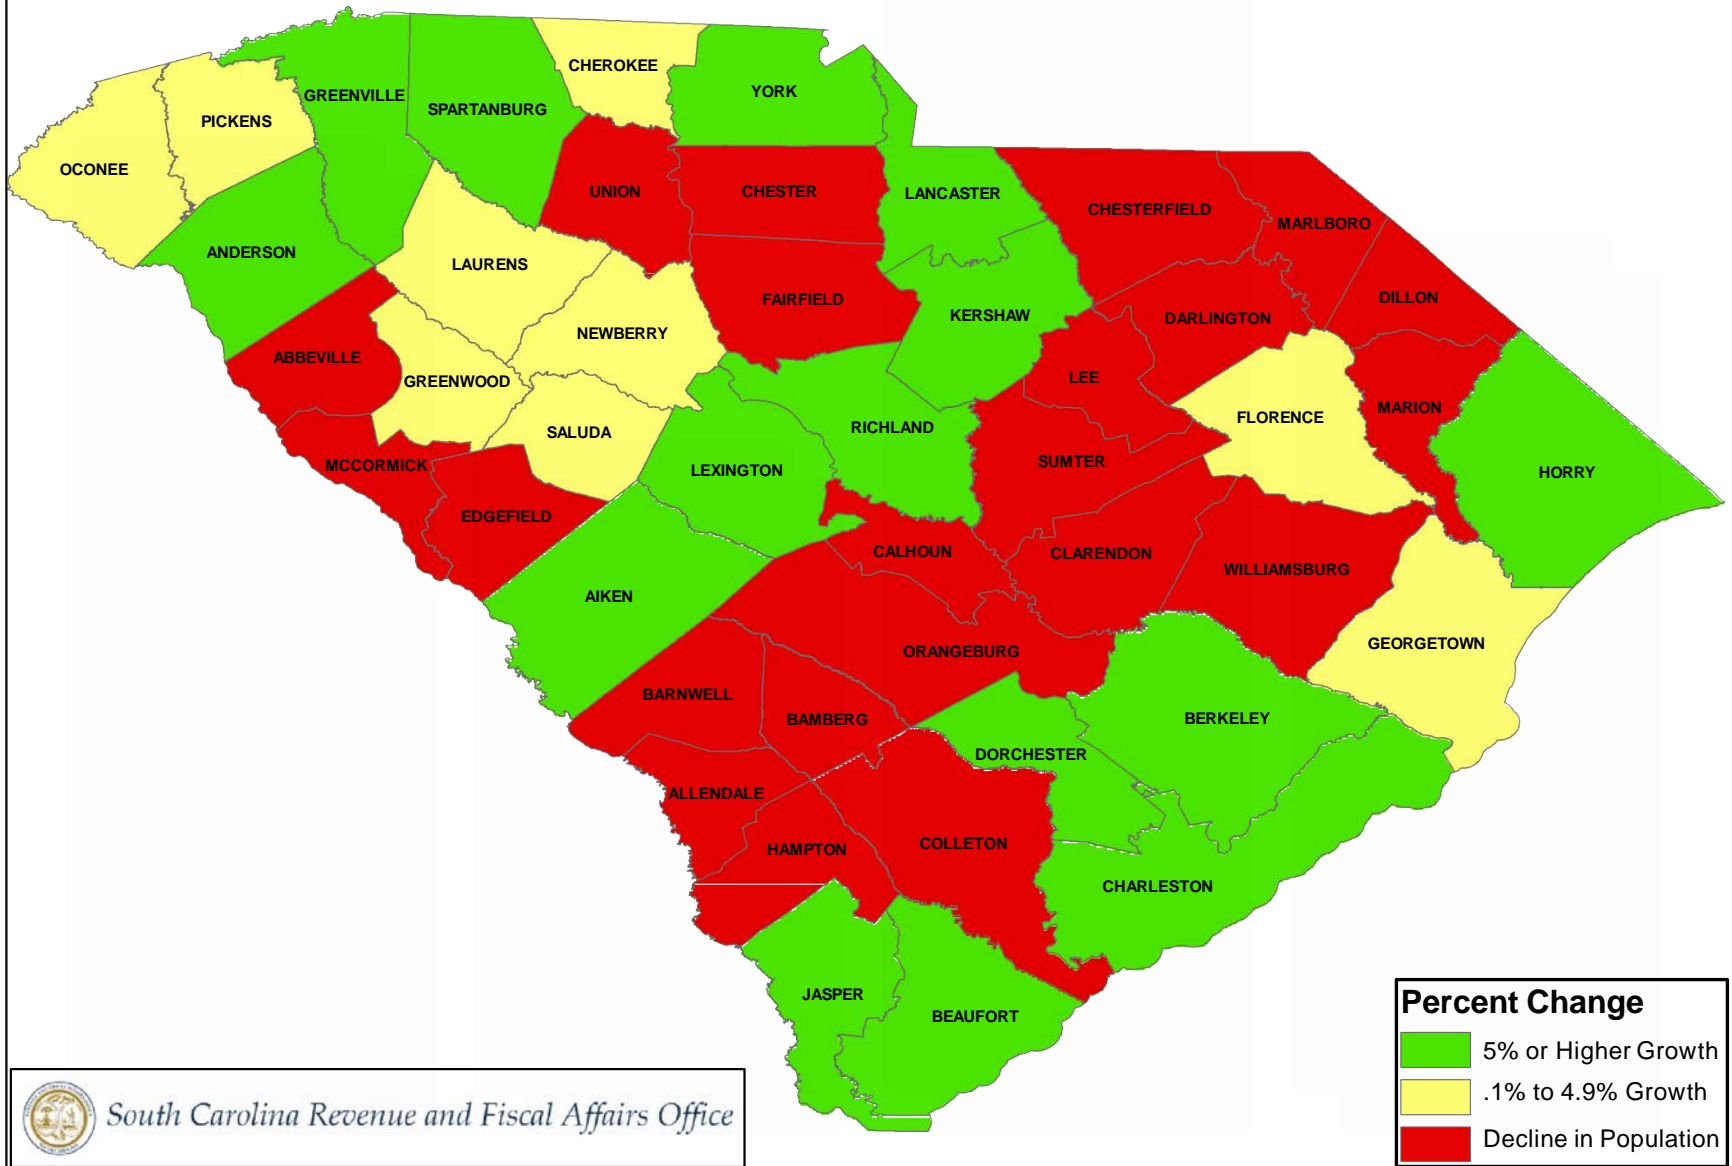 CHEROKEE
YORK
GREENVILLE
SPARTANBURG
PICKENS
OCONEE
UNION
CHESTER
LANCASTER
CHESTERFIELD
MARLBORO
ANDERSON
LAURENS
FAIRFIELD
DILLON
KERSHAW
DARLINGTON
NEWBERRY
ABBEVILLE
GREENWOOD
LEE
MARION
FLORENCE
RICHLAND
SALUDA
MCCORMICK
LEXINGTON
SUMTER
HORRY
EDGEFIELD
CALHOUN
CLARENDON
WILLIAMSBURG
AIKEN
GEORGETOWN
ORANGEBURG
BARNWELL
BAMBERG
BERKELEY
DORCHESTER
ALLENDALE
HAMPTON
COLLETON
CHARLESTON
JASPER
BEAUFORT
Percent Change
5% or Higher Growth
.1% to 4.9% Growth
Decline in Population
South Carolina Revenue and Fiscal Affairs Office